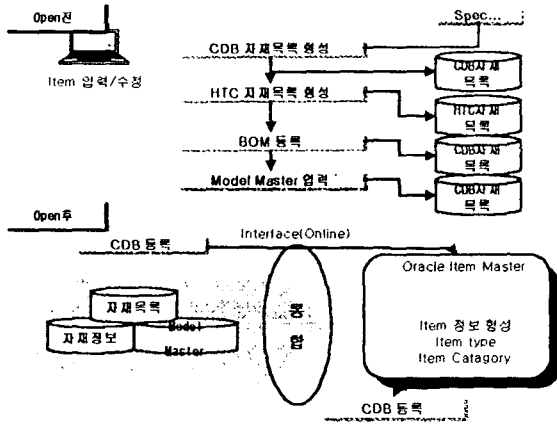 Open전
Spec...
CDB 자재목록 형성
Item 입력/수정
CDB자재
목록
HTC 자재목록 형성
HTC자재
목록
BOM 등록
CDB자재
목록
Model Master 입력
CDB자재
목록
Open후
CDB 등록
Interface(Online)
Oracle Item Master
자재목록
자재정보
Model
Master
Item 정보 형성
Item type
Item Catagory
합
CDB 등록